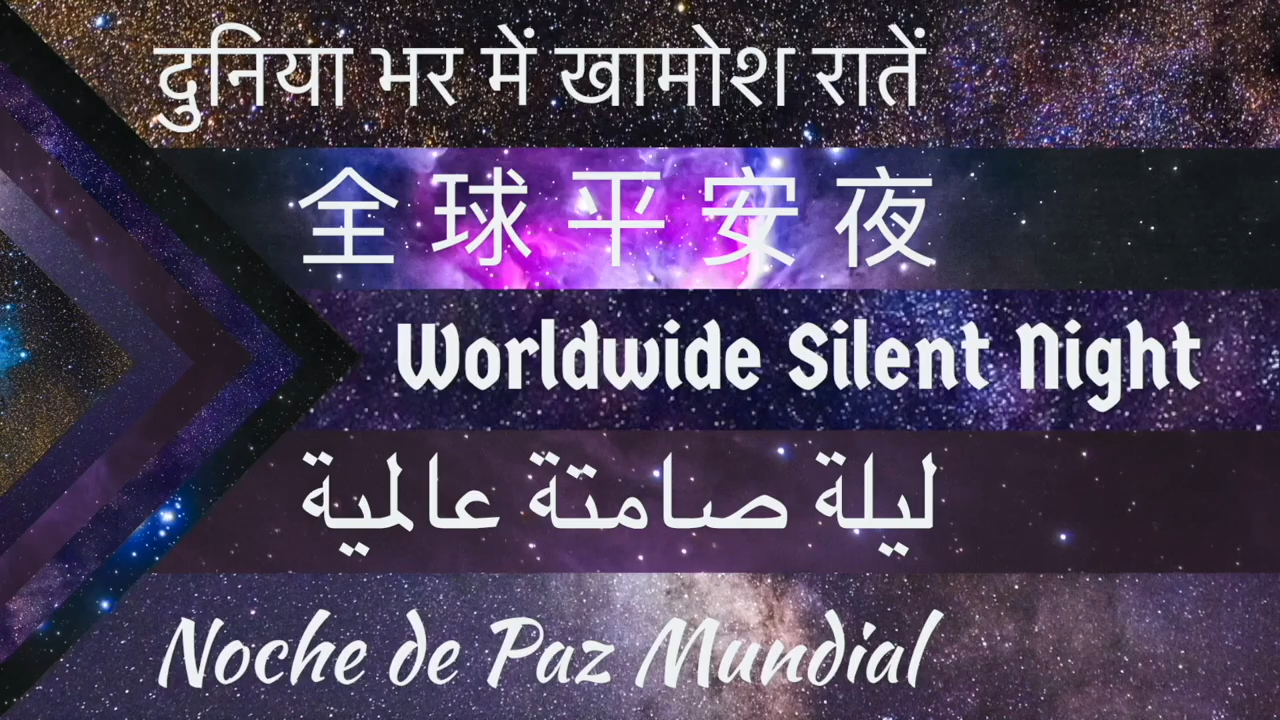 दुनिया भर में खामोश रातें
全球平安夜
Worldwide Silent Night
ليلة صامتة عالمية
Noche de Paz Mundial